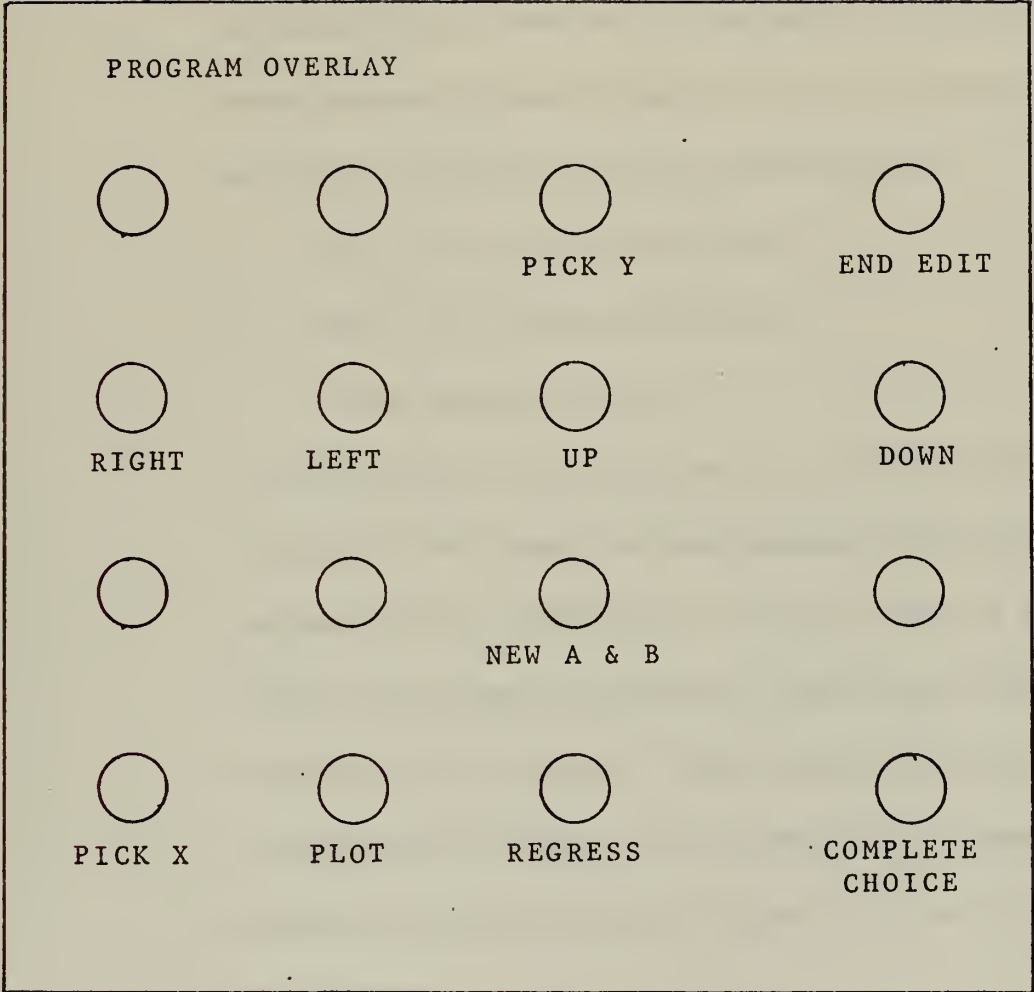 PROGRAM OVERLAY
PICK Y END EDIT
RIGHT LEFT UP DOWN
NEW A & B
PICK X PLOT REGRESS COMPLETE
CHOICE